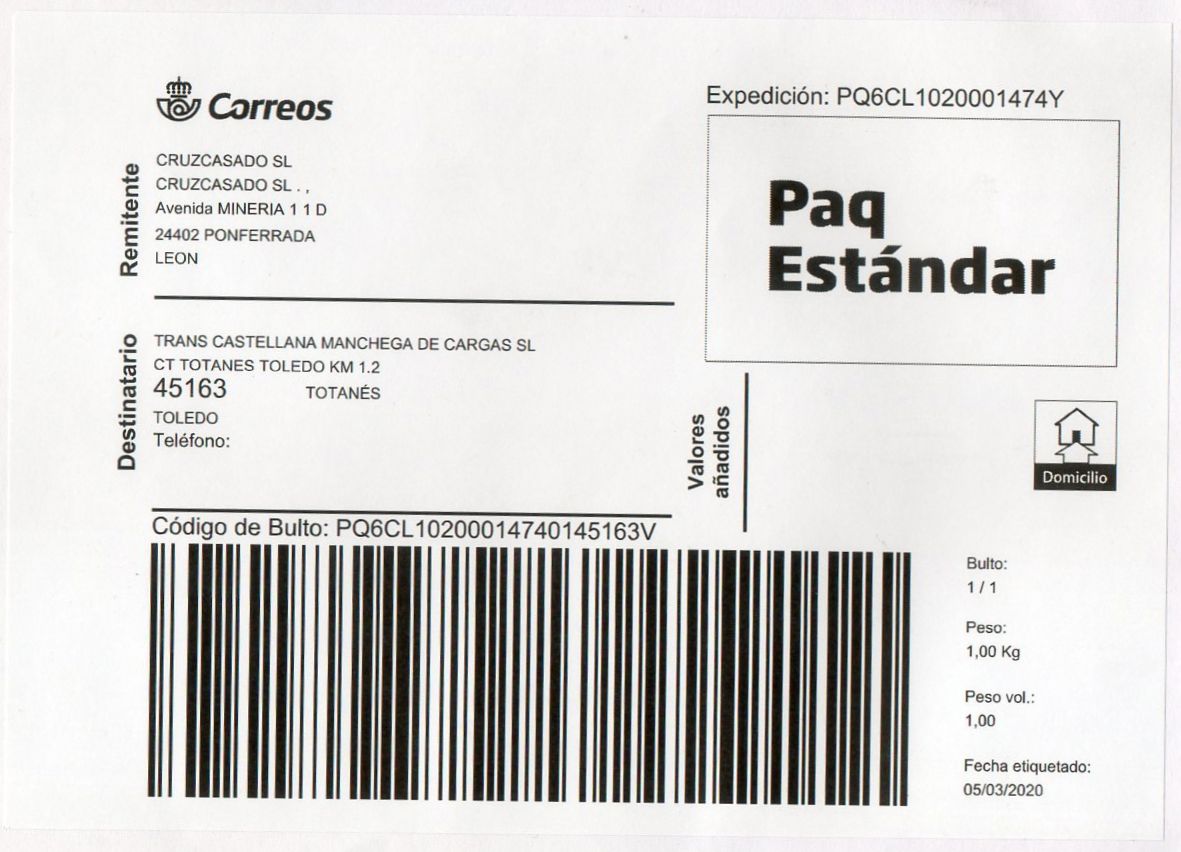 Correos
Expedición: PQ6CL1020001474Y
Remitente
CRUZCASADO SL
CRUZCASADO SL . ,
Avenida MINERIA 1 1 D
24402 PONFERRADA
LEON
Paq
Estándar
Destinatario
TRANS CASTELLANA MANCHEGA DE CARGAS SL
CT TOTANES TOLEDO KM 1.2
45163 TOTANÉS
TOLEDO
Teléfono:
Valores
añadidos
Domicilio
Código de Bulto: PQ6CL10200014740145163V
Bulto:
1 / 1
Peso:
1,00 Kg
Peso vol.:
1,00
Fecha etiquetado:
05/03/2020